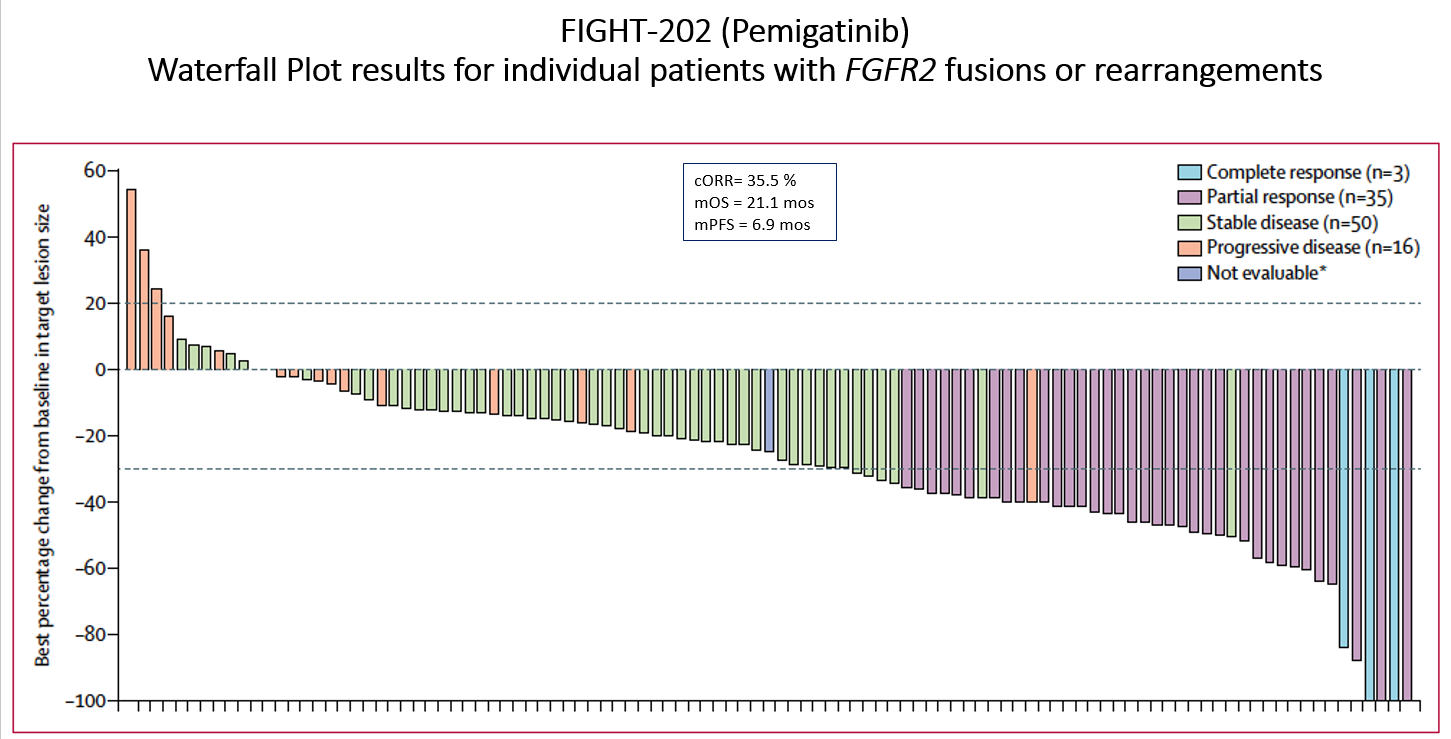 FIGHT-202 (Pemigatinib)
Waterfall Plot results for individual patients with FGFR2 fusions or rearrangements
cORR= 35.5 %
mOS = 21.1 mos
mPFS = 6.9 mos
Complete response (n=3)
Partial response (n=35)
Stable disease (n=50)
Progressive disease (n=16)
Not evaluable*
Best percentage change from baseline in target lesion size
60
40
20
0
−20
−40
−60
−80
−100